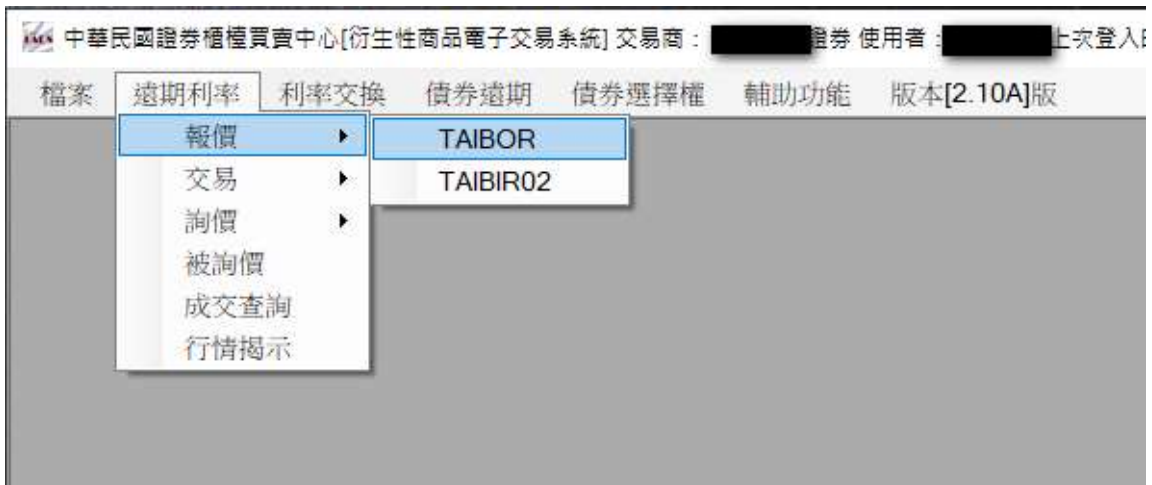 中華民國證券櫃檯買賣中心[衍生性商品電子交易系統] 交易商： 證券 使用者： 上次登入
檔案 遠期利率 利率交換 債券遠期 債券選擇權 輔助功能 版本[2.10A]版
報價 TAIBOR
交易 TAIBIR02
詢價
被詢價
成交查詢
行情揭示